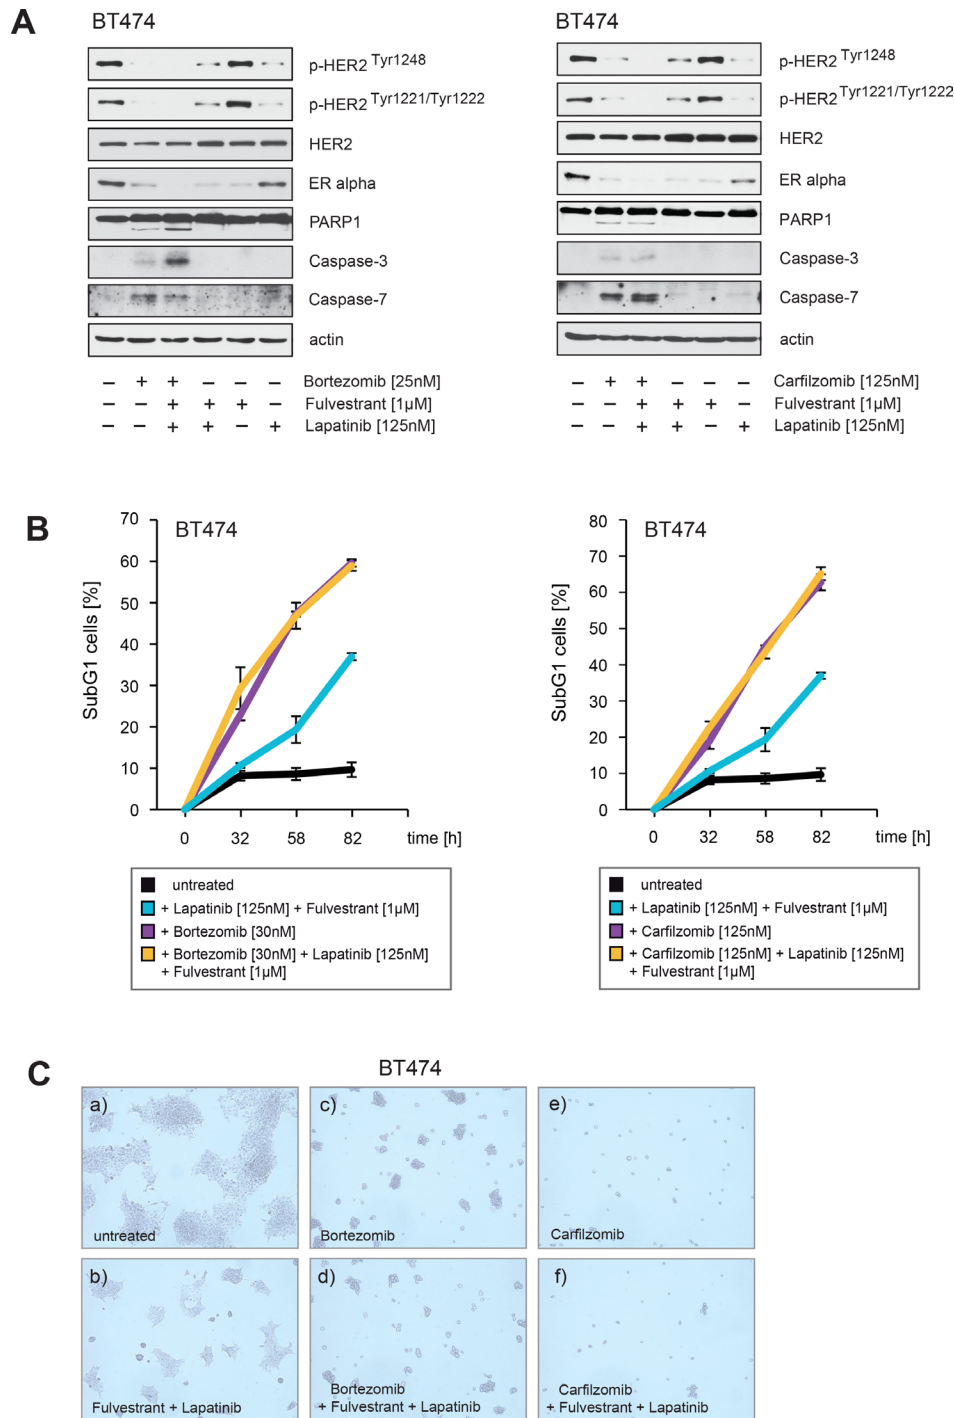 A
BT474
p-HER2 Tyr1248
p-HER2 Tyr1221/Tyr1222
HER2
ER alpha
PARP1
Caspase-3
Caspase-7
actin
– + + – – – Bortezomib [25nM]
– – + + + – Fulvestrant [1µM]
– – + + – + Lapatinib [125nM]
BT474
p-HER2 Tyr1248
p-HER2 Tyr1221/Tyr1222
HER2
ER alpha
PARP1
Caspase-3
Caspase-7
actin
– + + – – – Carfilzomib [125nM]
– – + + + – Fulvestrant [1µM]
– – + + – + Lapatinib [125nM]
B
BT474
SubG1 cells [%]
70
60
50
40
30
20
10
0
0 32 58 82 time [h]
untreated
+ Lapatinib [125nM] + Fulvestrant [1µM]
+ Bortezomib [30nM]
+ Bortezomib [30nM] + Lapatinib [125nM]
+ Fulvestrant [1µM]
BT474
SubG1 cells [%]
80
70
60
50
40
30
20
10
0
0 32 58 82 time [h]
untreated
+ Lapatinib [125nM] + Fulvestrant [1µM]
+ Carfilzomib [125nM]
+ Carfilzomib [125nM] + Lapatinib [125nM]
+ Fulvestrant [1µM]
C
BT474
a)
untreated
c)
Bortezomib
e)
Carfilzomib
b)
Fulvestrant + Lapatinib
d)
Bortezomib
+ Fulvestrant + Lapatinib
f)
Carfilzomib
+ Fulvestrant + Lapatinib